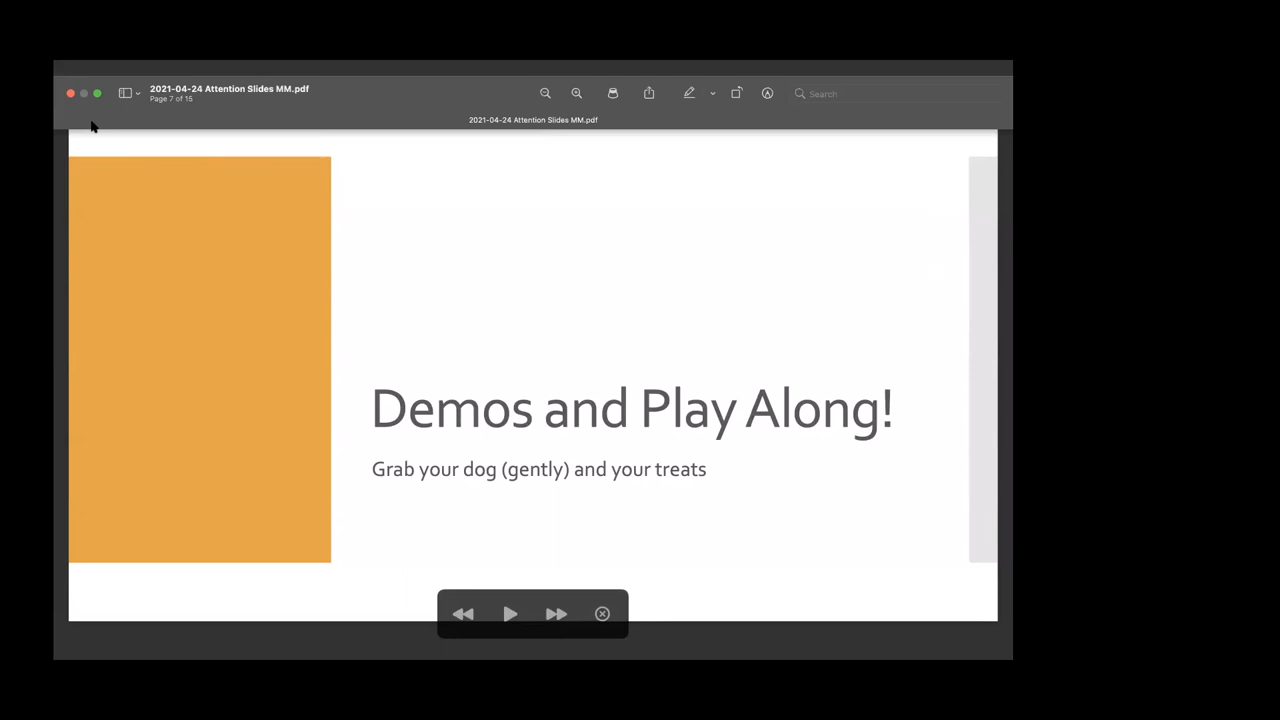 2021-04-24 Attention Slides MM.pdf
Page 7 of 15
Search
2021-04-24 Attention Slides MM.pdf
Demos and Play Along!
Grab your dog (gently) and your treats